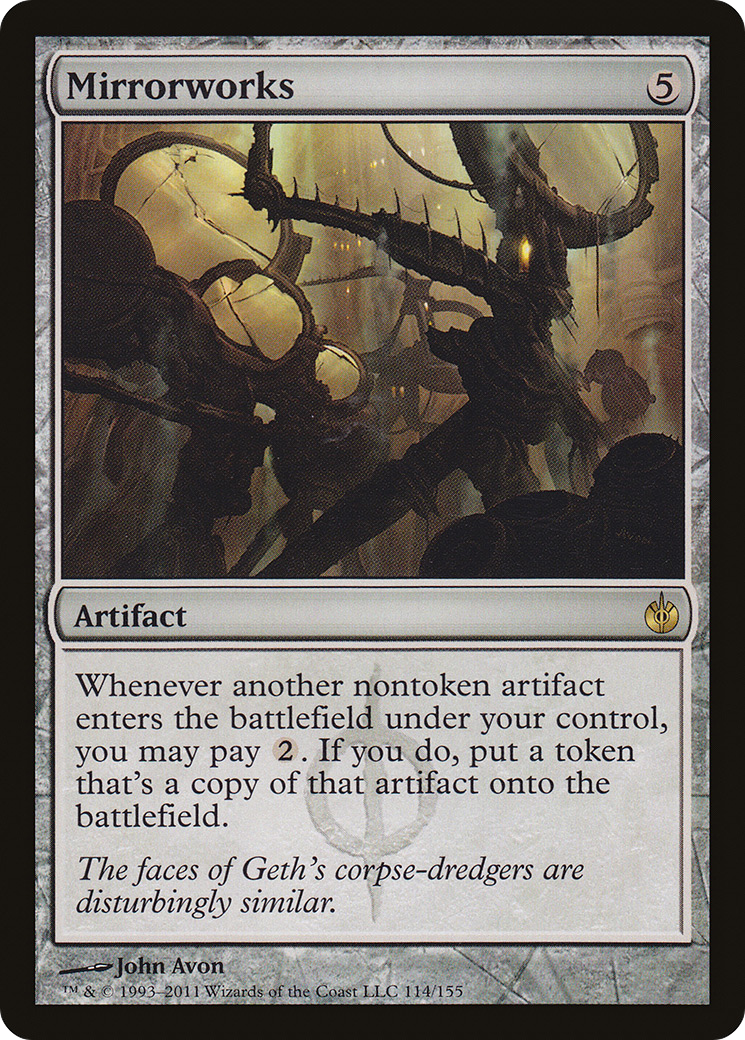 Mirrorworks 5
Artifact
Whenever another nontoken artifact
enters the battlefield under your control,
you may pay 2. If you do, put a token
that's a copy of that artifact onto the
battlefield.
The faces of Geth's corpse-dredgers are
disturbingly similar.
John Avon
™ & © 1993–2011 Wizards of the Coast LLC 114/155